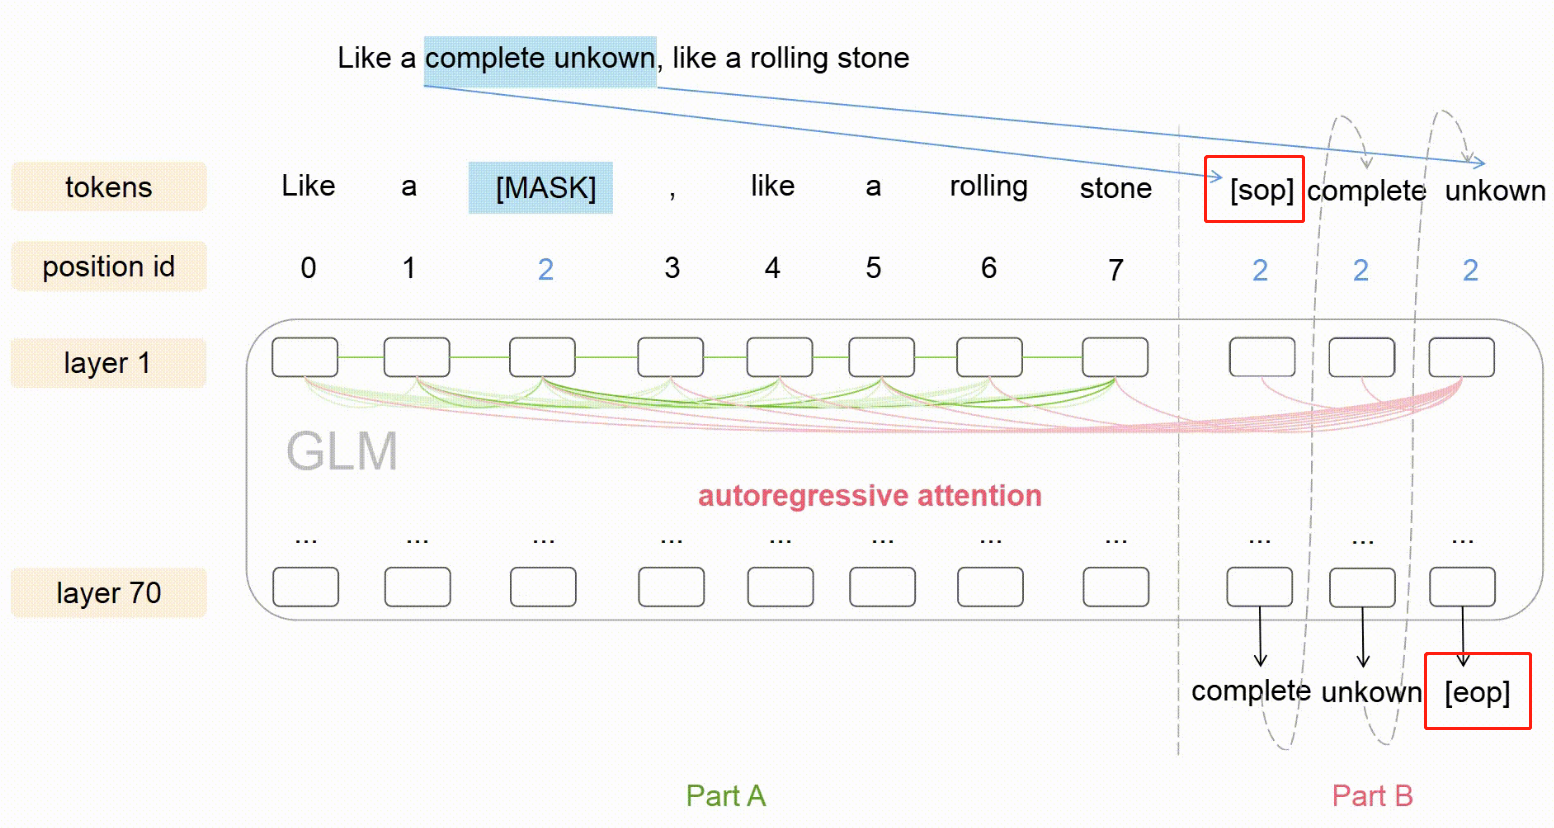 Like a complete unkown, like a rolling stone
tokens Like a [MASK] , like a rolling stone [sop] complete unkown
position id 0 1 2 3 4 5 6 7 2 2 2
layer 1
GLM
autoregressive attention
... ... ... ... ... ... ... ... ... ... ...
layer 70
complete unkown [eop]
Part A Part B